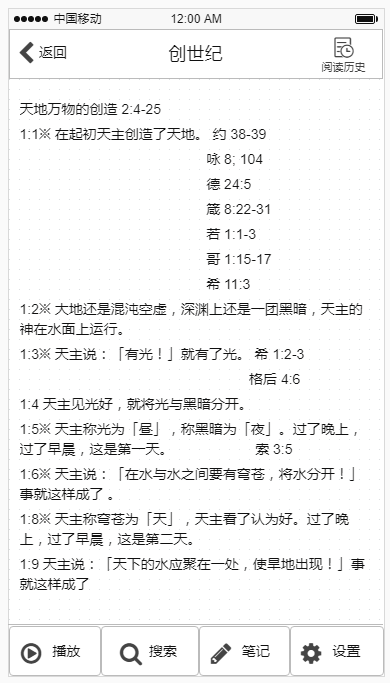 中国移动 12:00 AM
返回 创世纪 阅读历史
天地万物的创造 2:4-25
1:1※ 在起初天主创造了天地。 约 38-39
咏 8; 104
德 24:5
箴 8:22-31
若 1:1-3
哥 1:15-17
希 11:3
1:2※ 大地还是混沌空虚，深渊上还是一团黑暗，天主的
神在水面上运行。
1:3※ 天主说：「有光！」就有了光。 希 1:2-3
格后 4:6
1:4 天主见光好，就将光与黑暗分开。
1:5※ 天主称光为「昼」，称黑暗为「夜」。过了晚上，
过了早晨，这是第一天。 索 3:5
1:6※ 天主说：「在水与水之间要有穹苍，将水分开！」
事就这样成了 。
1:8※ 天主称穹苍为「天」，天主看了认为好。过了晚
上，过了早晨，这是第二天。
1:9 天主说：「天下的水应聚在一处，使旱地出现！」事
就这样成了
播放 搜索 笔记 设置